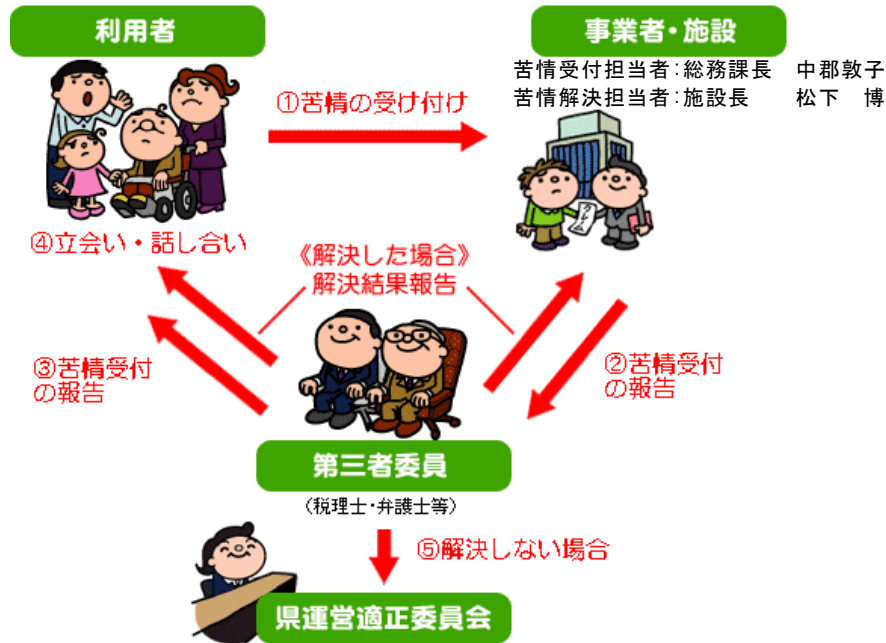 利用者
事業者・施設
苦情受付担当者：総務課長　中郡敦子
苦情解決担当者：施設長　松下　博
①苦情の受け付け
クレーム
④立会い・話し合い
《解決した場合》
解決結果報告
③苦情受付
の報告
②苦情受付
の報告
第三者委員
（税理士・弁護士等）
⑤解決しない場合
県運営適正委員会